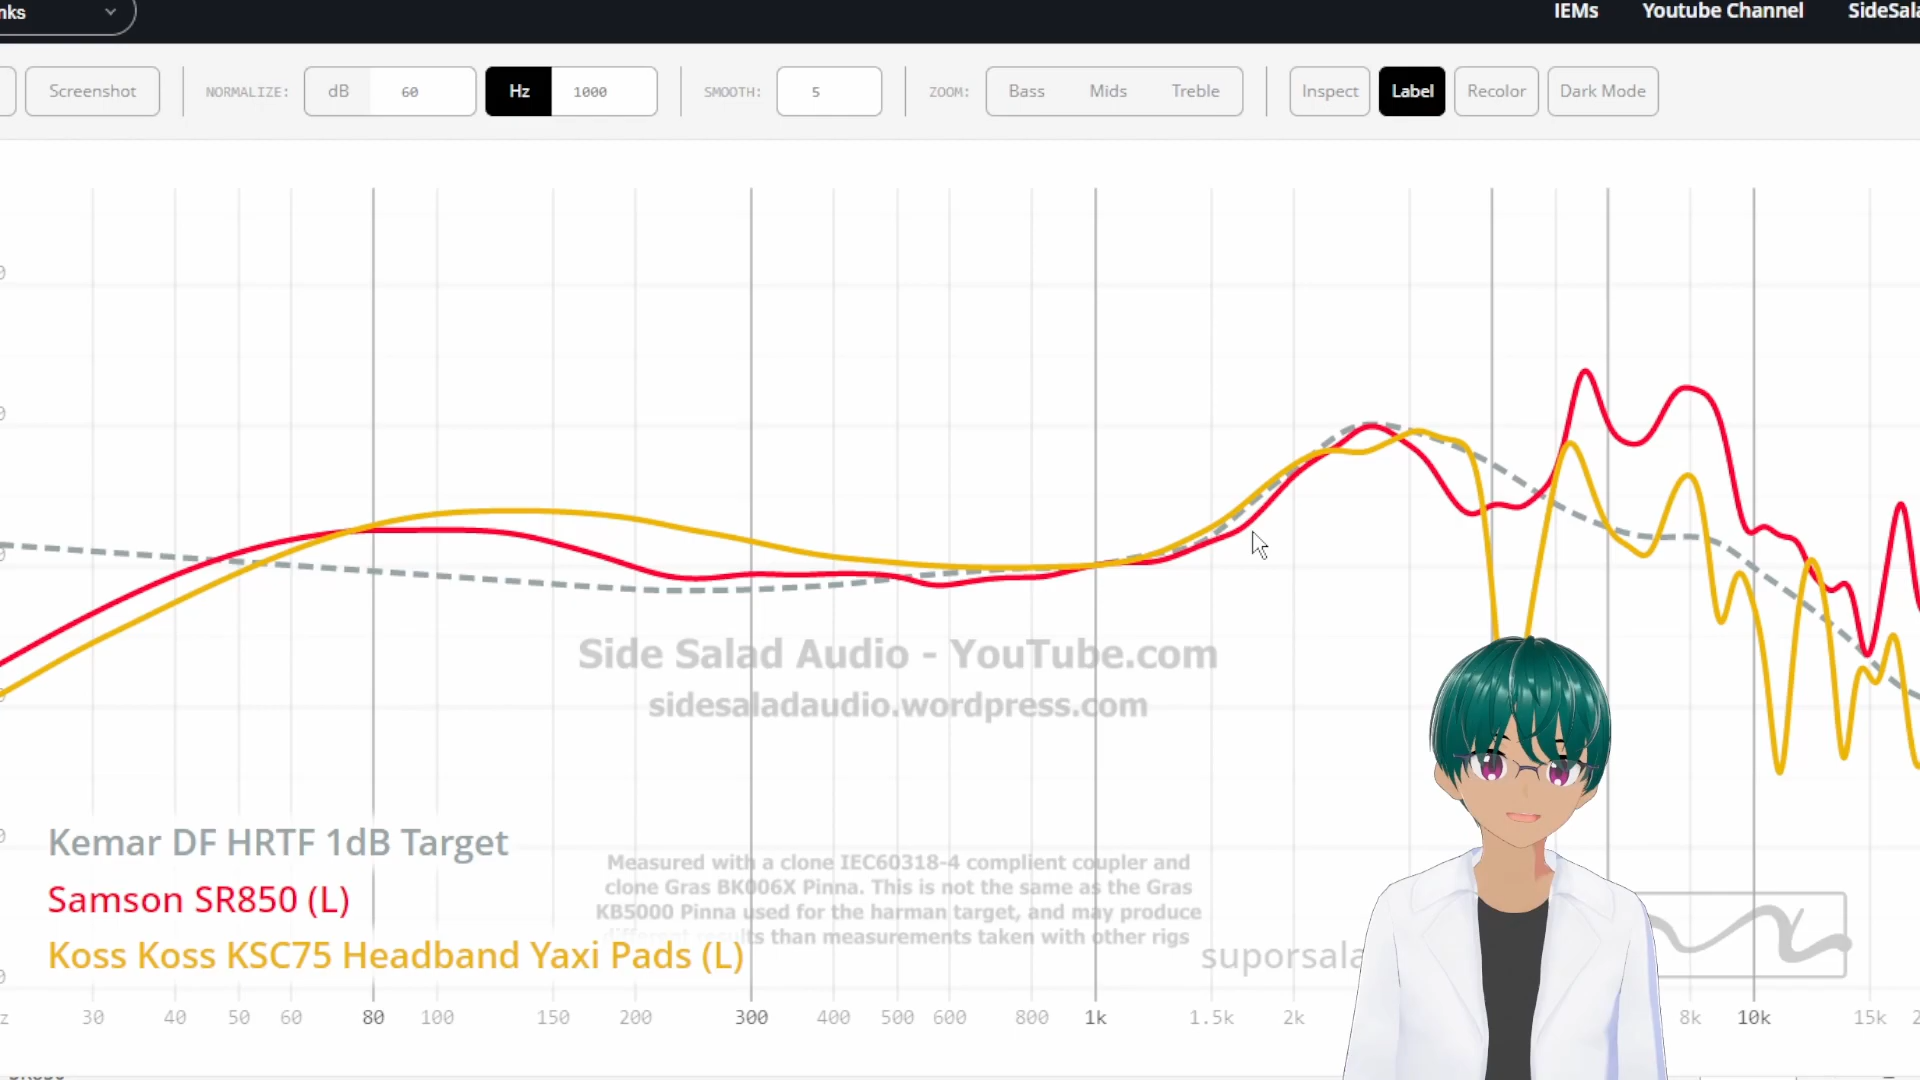 IEMs Youtube Channel
Screenshot NORMALIZE: dB 60 Hz 1000 SMOOTH: 5 ZOOM: Bass Mids Treble Inspect Label Recolor Dark Mode
Side Salad Audio - YouTube.com
sidesaladaudio.wordpress.com
Kemar DF HRTF 1dB Target
Samson SR850 (L)
Koss Koss KSC75 Headband Yaxi Pads (L)
Measured with a clone IEC60318-4 complient coupler and
clone Gras BK006X Pinna. This is not the same as the Gras
KB5000 Pinna used for the harman target, and may produce
different results than measurements taken with other rigs
30 40 50 60 80 100 150 200 300 400 500 600 800 1k 1.5k 2k 8k 10k 15k